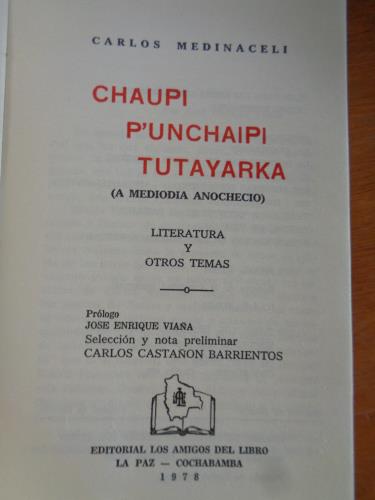 CARLOS MEDINACELI
CHAUPI
P'UNCHAIPI
TUTAYARKA
(A MEDIODIA ANOCHECIO)
LITERATURA
Y
OTROS TEMAS
Prólogo
JOSE ENRIQUE VIAÑA
Selección y nota preliminar
CARLOS CASTAÑON BARRIENTOS
EDITORIAL LOS AMIGOS DEL LIBRO
LA PAZ — COCHABAMBA
1978